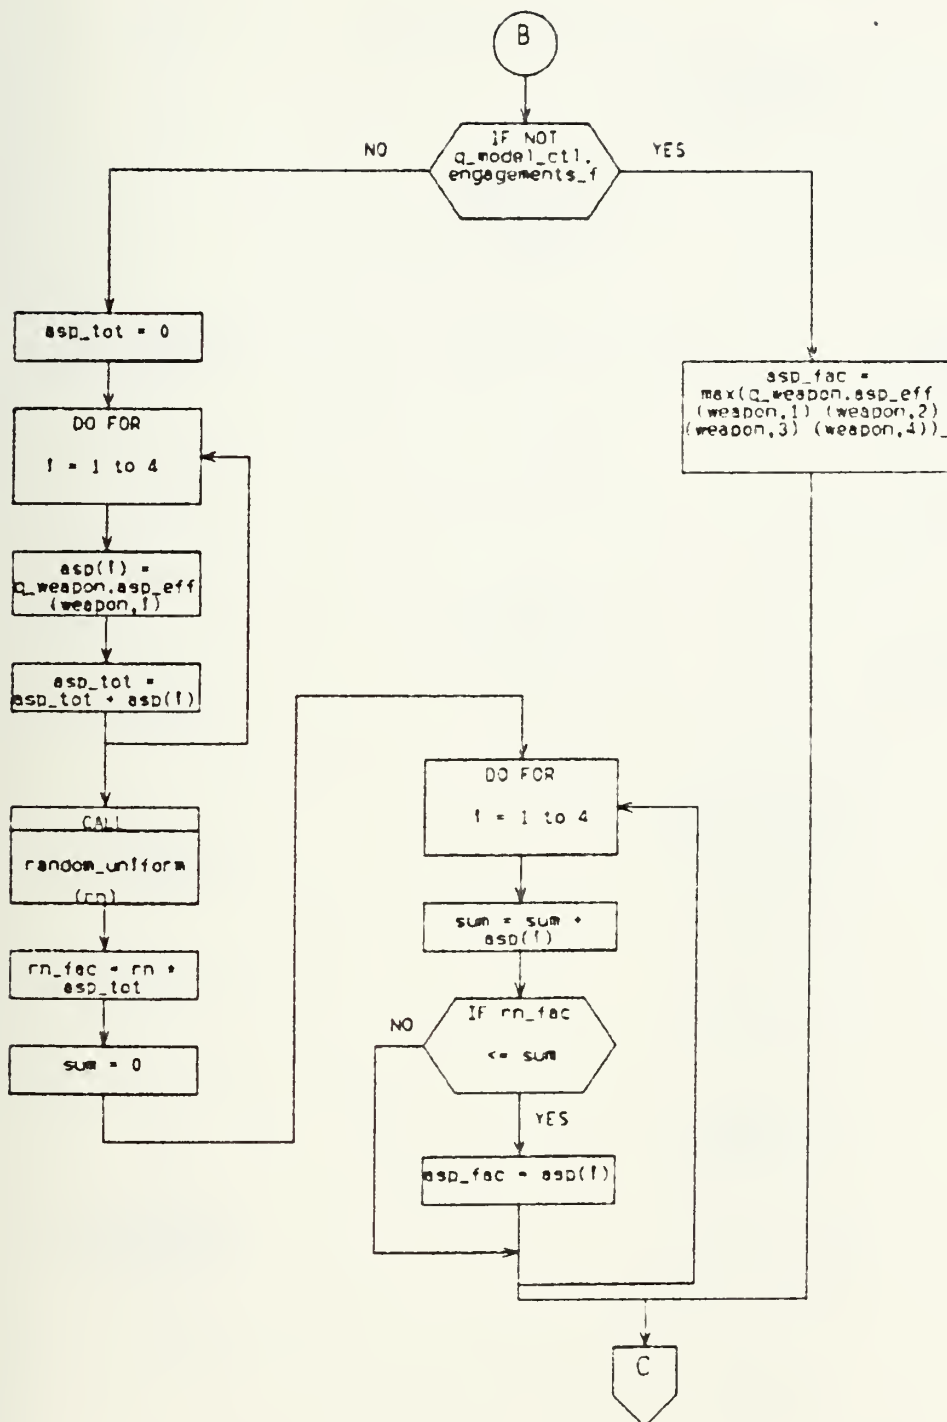 B
IF NOT
q_model_ctl.
engagements_f
NO
YES
asp_tot = 0
DO FOR
i = 1 to 4
asp(i) =
q_weapon.asp_eff
(weapon,i)
asp_tot =
asp_tot + asp(i)
CALL
random_uniform
(rn)
rn_fac = rn *
asp_tot
sum = 0
DO FOR
i = 1 to 4
sum = sum +
asp(i)
IF rn_fac
<= sum
NO
YES
asp_fac = asp(i)
asp_fac =
max(q_weapon.asp_eff
(weapon,1) (weapon,2)
(weapon,3) (weapon,4))_
C